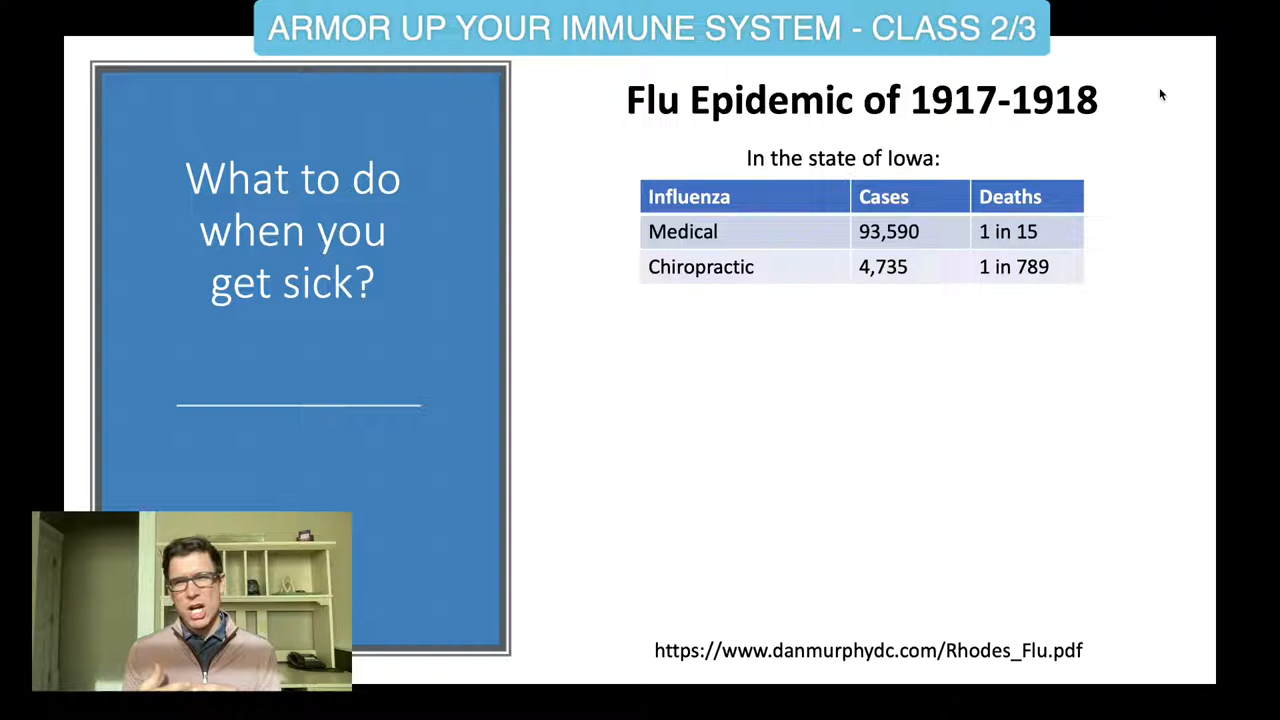 ARMOR UP YOUR IMMUNE SYSTEM - CLASS 2/3
What to do
when you
get sick?
Flu Epidemic of 1917-1918
In the state of Iowa:
Influenza Cases Deaths
Medical 93,590 1 in 15
Chiropractic 4,735 1 in 789
https://www.danmurphydc.com/Rhodes_Flu.pdf